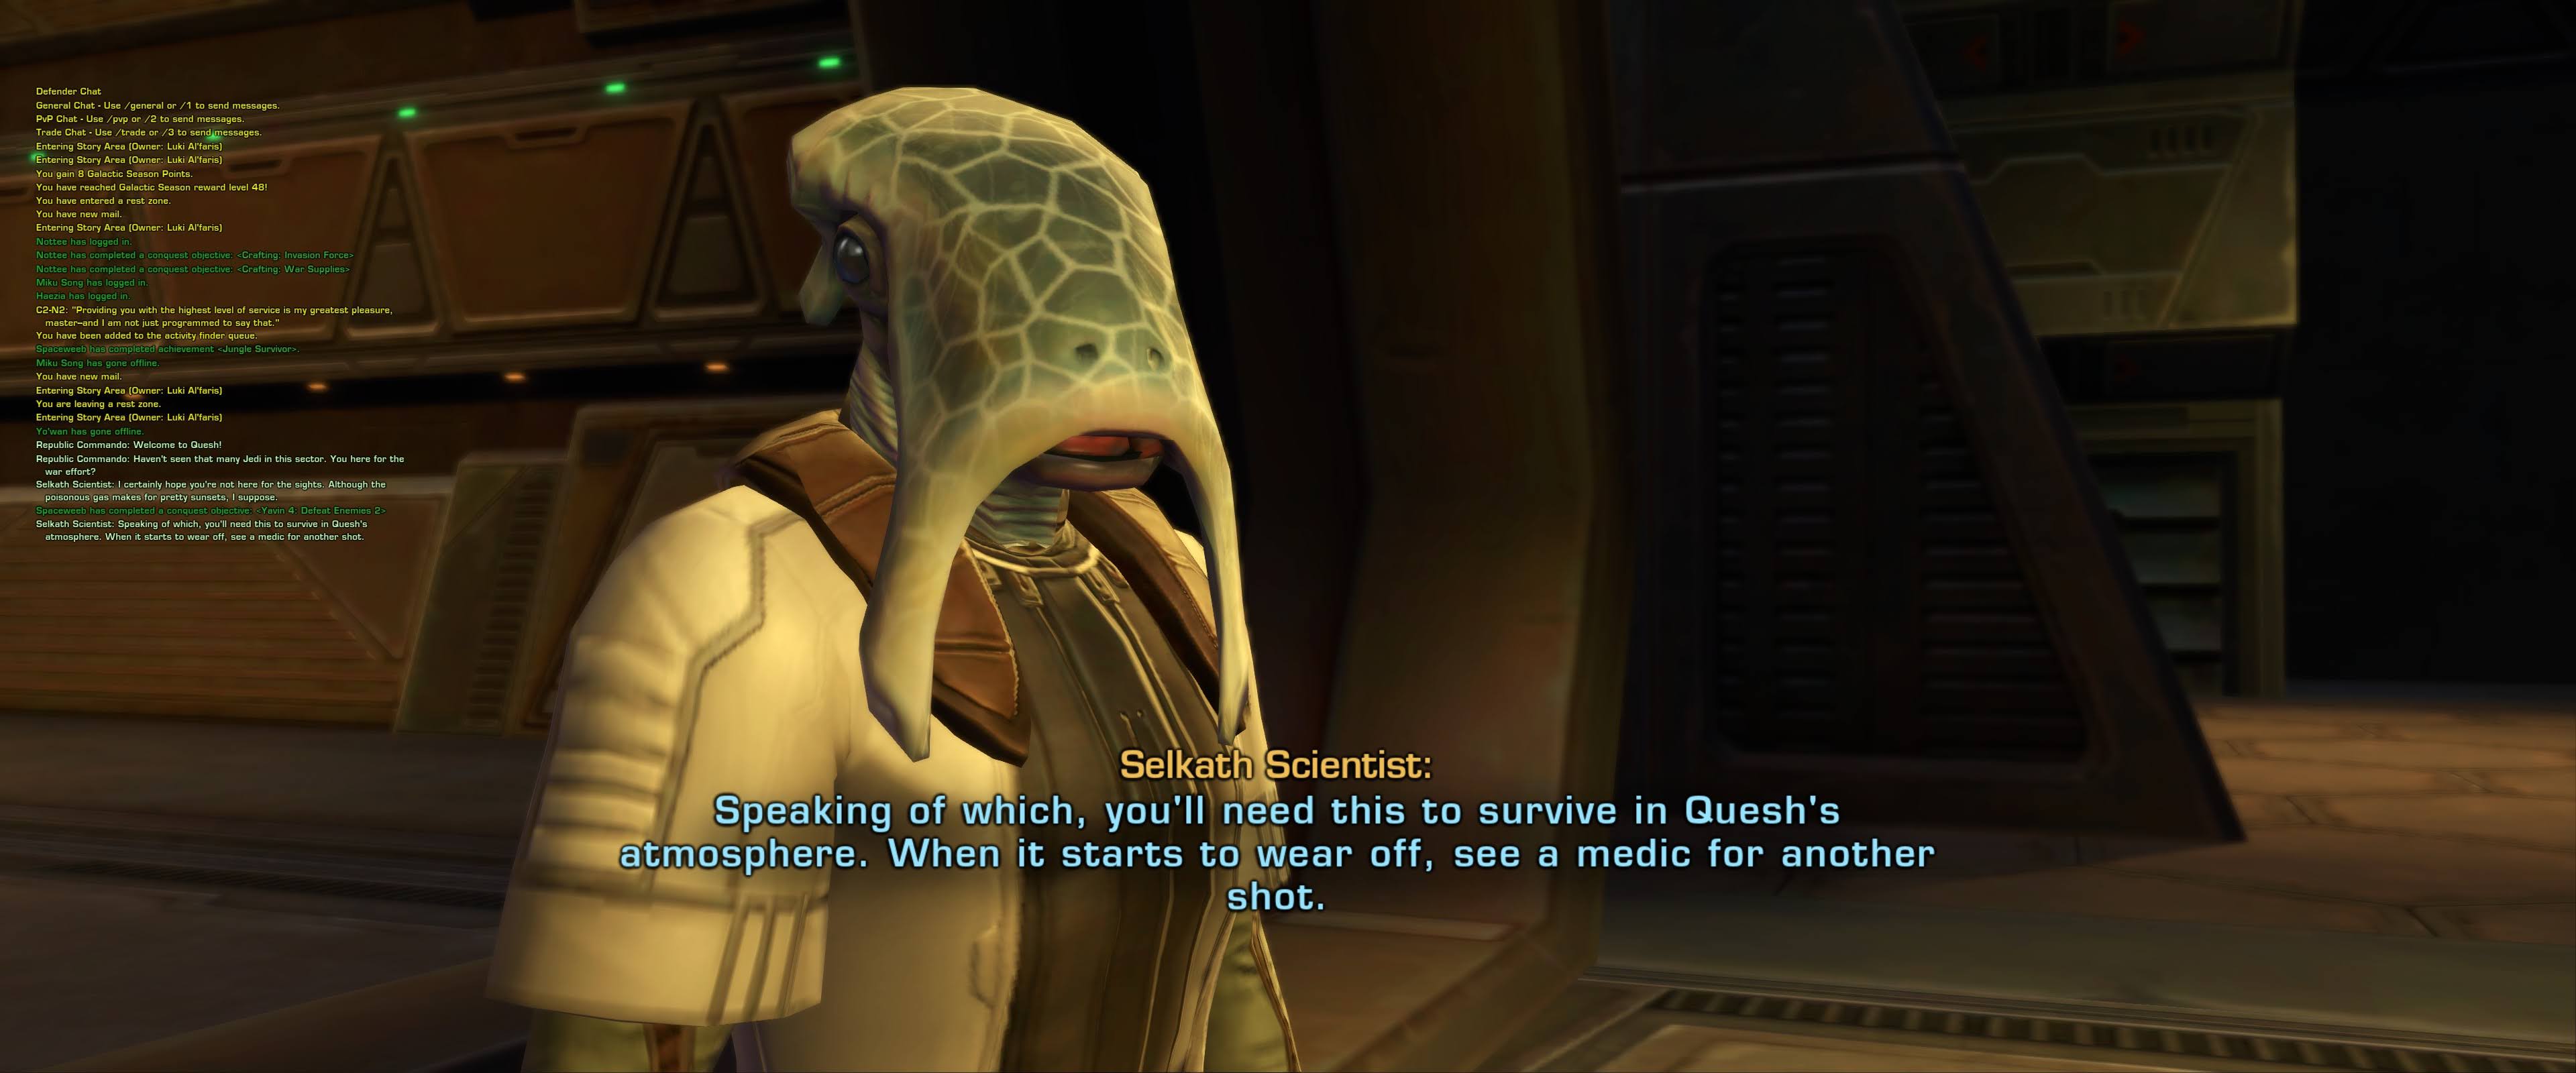 Defender Chat
General Chat - Use /general or /1 to send messages.
PvP Chat - Use /pvp or /2 to send messages.
Trade Chat - Use /trade or /3 to send messages.
Entering Story Area (Owner: Luki Al'faris)
Entering Story Area (Owner: Luki Al'faris)
You gain 8 Galactic Season Points.
You have reached Galactic Season reward level 48!
You have entered a rest zone.
You have new mail.
Entering Story Area (Owner: Luki Al'faris)
Nottee has logged in.
Nottee has completed a conquest objective: <Crafting: Invasion Force>
Nottee has completed a conquest objective: <Crafting: War Supplies>
Miku Song has logged in.
Haezia has logged in.
C2-N2: "Providing you with the highest level of service is my greatest pleasure,
master—and I am not just programmed to say that."
You have been added to the activity finder queue.
Spaceweeb has completed achievement <Jungle Survivor>.
Miku Song has gone offline.
You have new mail.
Entering Story Area (Owner: Luki Al'faris)
You are leaving a rest zone.
Entering Story Area (Owner: Luki Al'faris)
Yo'wan has gone offline.
Republic Commando: Welcome to Quesh!
Republic Commando: Haven't seen that many Jedi in this sector. You here for the
war effort?
Selkath Scientist: I certainly hope you're not here for the sights. Although the
poisonous gas makes for pretty sunsets, I suppose.
Spaceweeb has completed a conquest objective: <Yavin 4: Defeat Enemies 2>
Selkath Scientist: Speaking of which, you'll need this to survive in Quesh's
atmosphere. When it starts to wear off, see a medic for another shot.
Selkath Scientist:
Speaking of which, you'll need this to survive in Quesh's
atmosphere. When it starts to wear off, see a medic for another
shot.